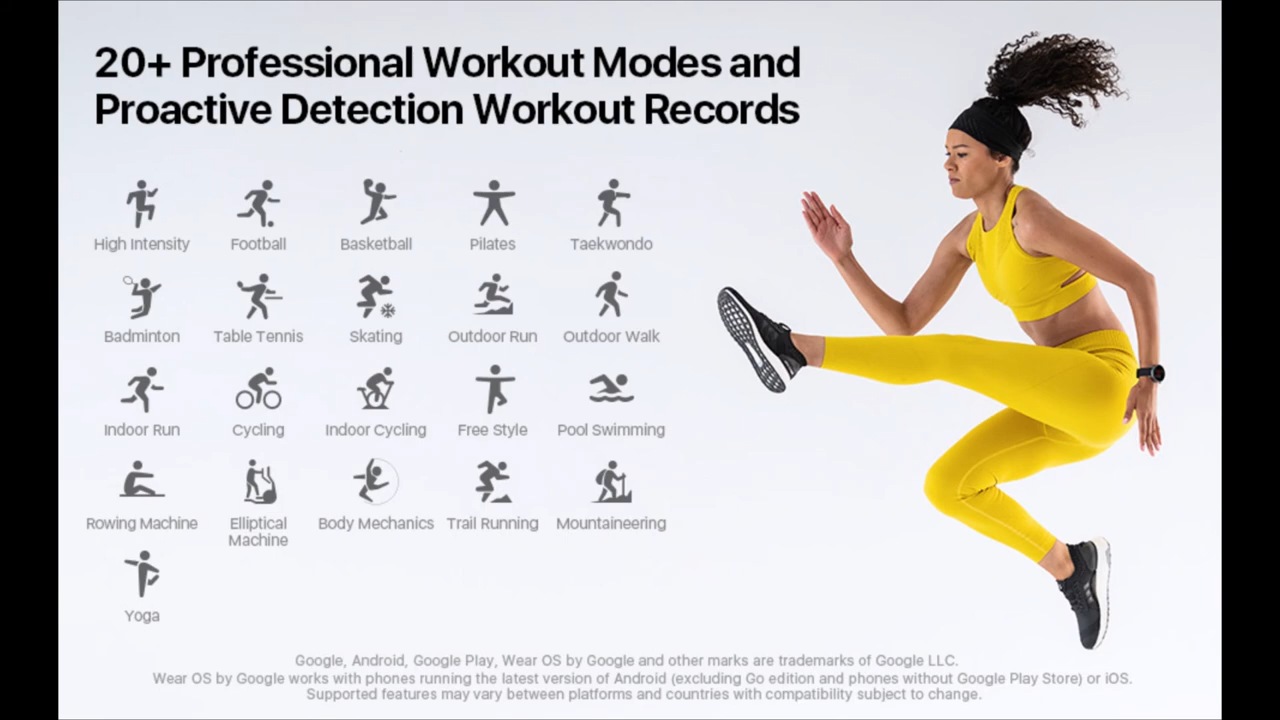 20+ Professional Workout Modes and
Proactive Detection Workout Records
High Intensity
Football
Basketball
Pilates
Taekwondo
Badminton
Table Tennis
Skating
Outdoor Run
Outdoor Walk
Indoor Run
Cycling
Indoor Cycling
Free Style
Pool Swimming
Rowing Machine
Elliptical
Machine
Body Mechanics
Trail Running
Mountaineering
Yoga
Google, Android, Google Play, Wear OS by Google and other marks are trademarks of Google LLC.
Wear OS by Google works with phones running the latest version of Android (excluding Go edition and phones without Google Play Store) or iOS.
Supported features may vary between platforms and countries with compatibility subject to change.